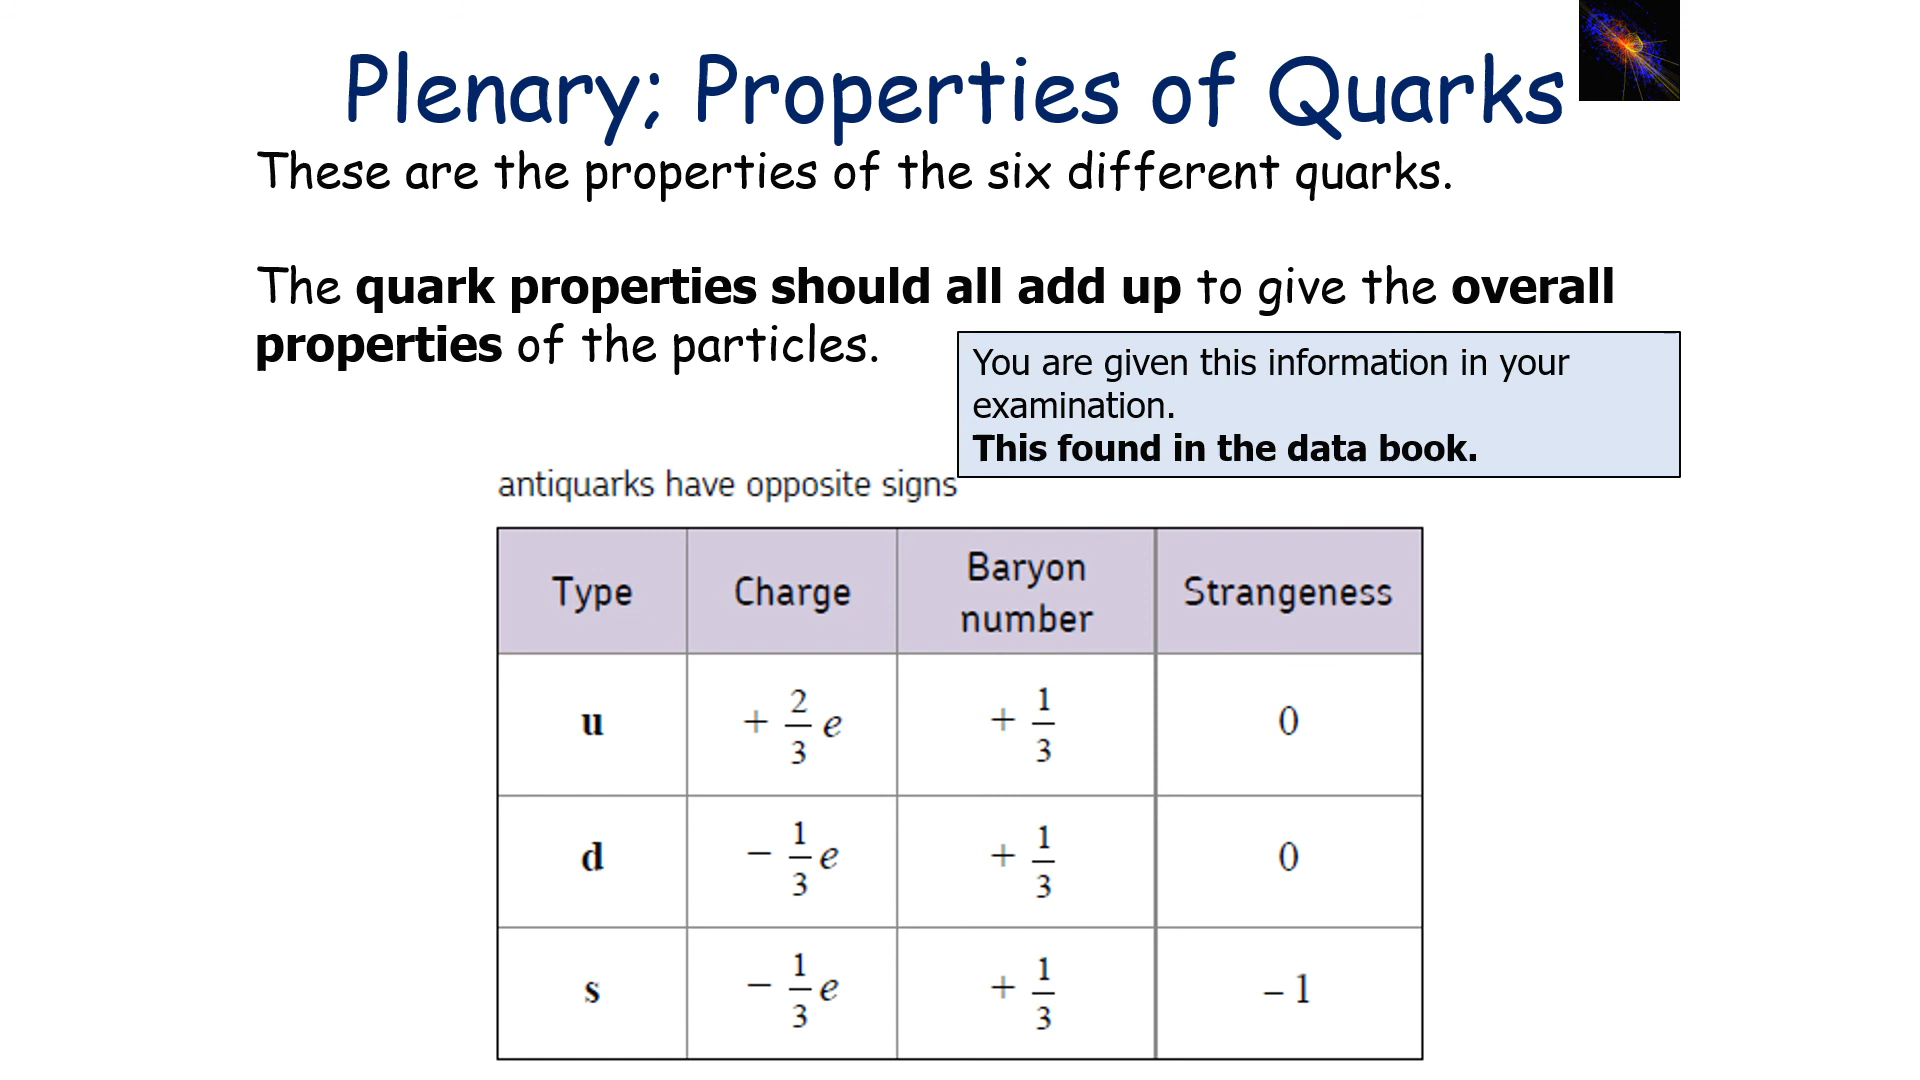 Plenary; Properties of Quarks
These are the properties of the six different quarks.
The quark properties should all add up to give the overall
properties of the particles.
You are given this information in your
examination.
This found in the data book.
antiquarks have opposite signs
Type Charge Baryon number Strangeness
u + 2/3 e + 1/3 0
d − 1/3 e + 1/3 0
s − 1/3 e + 1/3 – 1